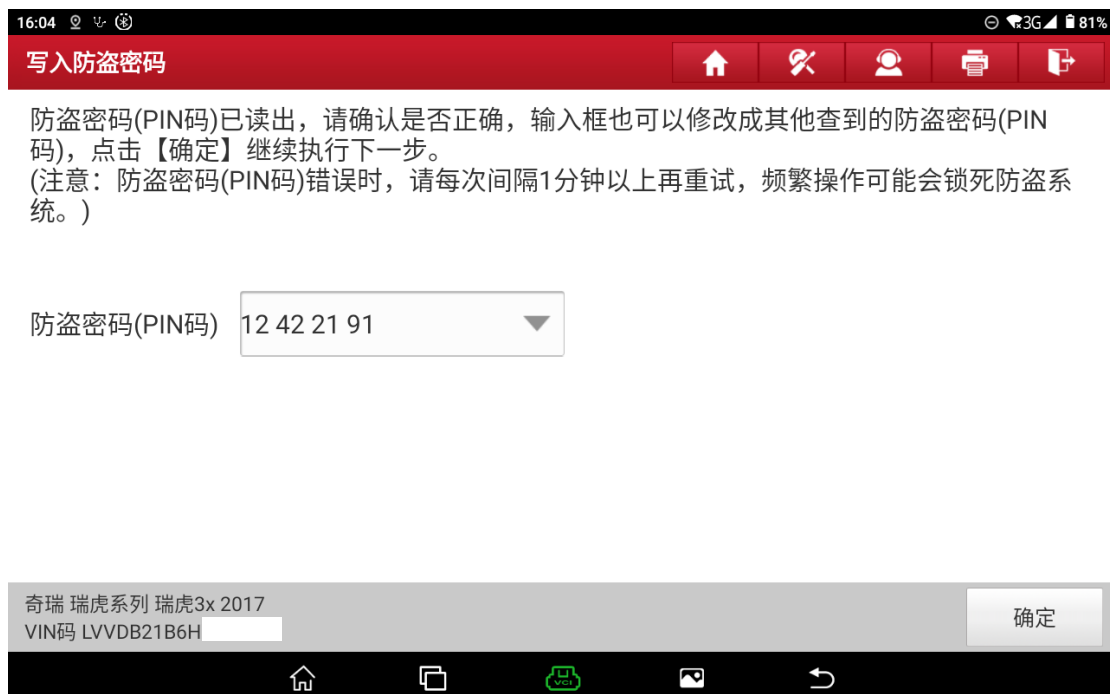 16:04 3G 81%
写入防盗密码
防盗密码(PIN码)已读出，请确认是否正确，输入框也可以修改成其他查到的防盗密码(PIN
码)，点击【确定】继续执行下一步。
(注意：防盗密码(PIN码)错误时，请每次间隔1分钟以上再重试，频繁操作可能会锁死防盗系
统。)
防盗密码(PIN码) 12 42 21 91
奇瑞 瑞虎系列 瑞虎3x 2017
VIN码 LVVDB21B6H
确定
VCI